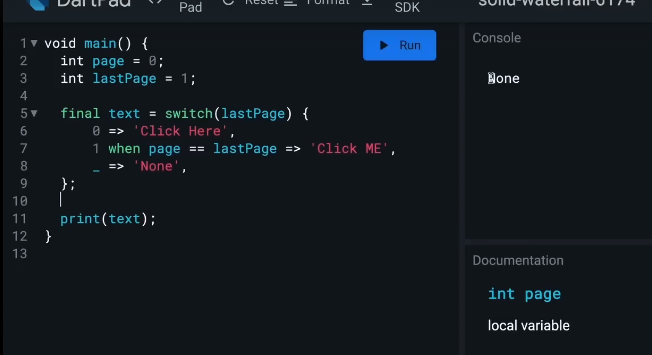 DartPad <> Pad Reset Format SDK solid-waterfall-6174
1 void main() {
2 int page = 0;
3 int lastPage = 1;
4
5 final text = switch(lastPage) {
6 0 => 'Click Here',
7 1 when page == lastPage => 'Click ME',
8 _ => 'None',
9 };
10
11 print(text);
12 }
13
Run
Console
None
Documentation
int page
local variable